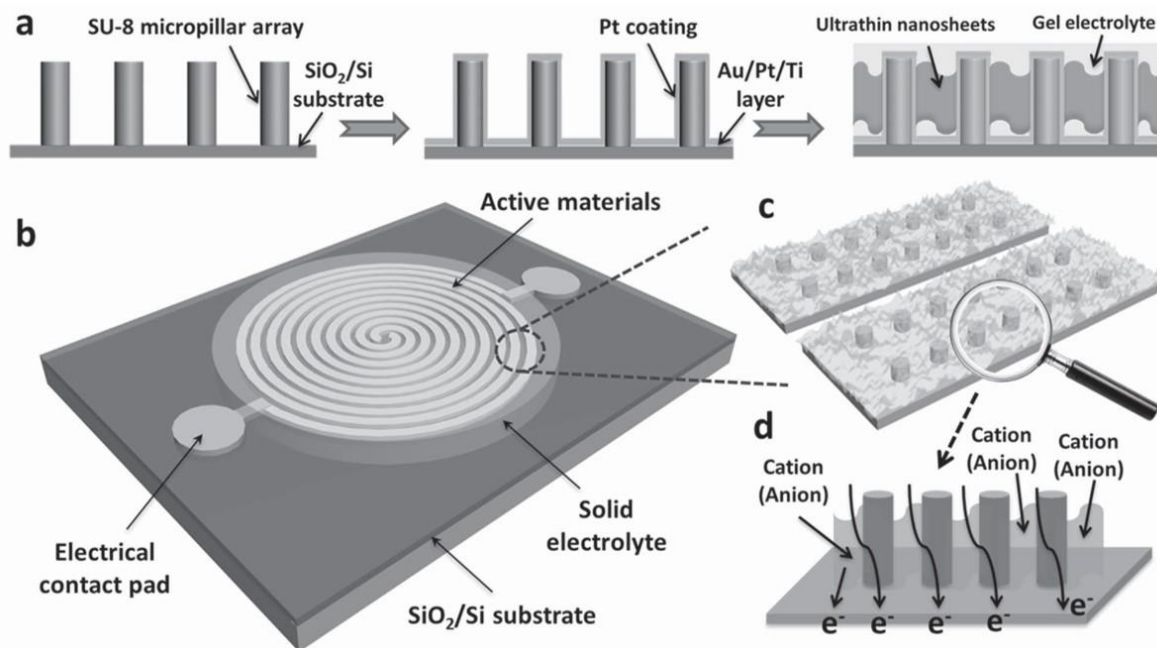 a
SU-8 micropillar array
SiO2/Si
substrate
Pt coating
Au/Pt/Ti
layer
Ultrathin nanosheets
Gel electrolyte
b
Active materials
Electrical
contact pad
Solid
electrolyte
SiO2/Si substrate
c
d
Cation
(Anion)
Cation
(Anion)
Cation
(Anion)
e-
e-
e-
e-
e-